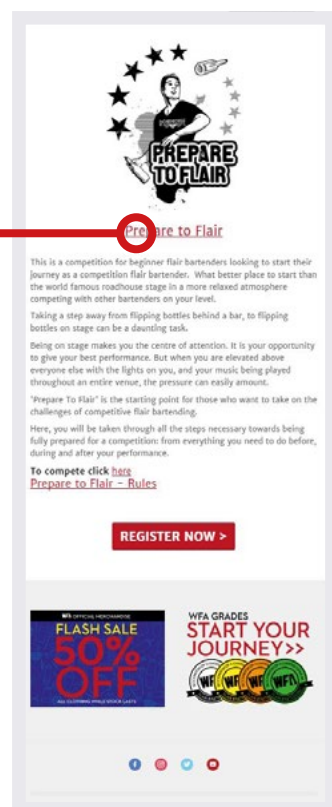 PREPARE
TO FLAIR
Prepare to Flair
This is a competition for beginner flair bartenders looking to start their
journey as a competition flair bartender. What better place to start than
the world famous roadhouse stage in a more relaxed atmosphere
competing with other bartenders on your level.
Taking a step away from flipping bottles behind a bar, to flipping
bottles on stage can be a daunting task.
Being on stage makes you the centre of attention. It is your opportunity
to give your best performance. But when you are elevated above
everyone else with the lights on you, and your music being played
throughout an entire venue, the pressure can easily amount.
"Prepare To Flair" is the starting point for those who want to take on the
challenges of competitive flair bartending.
Here, you will be taken through all the steps necessary towards being
fully prepared for a competition: from everything you need to do before,
during and after your performance.
To compete click here
Prepare to Flair – Rules
REGISTER NOW >
WFA OFFICIAL MERCHANDISE
FLASH SALE
50%
OFF
ALL CLOTHING WHILE STOCK LASTS
WFA GRADES
START YOUR
JOURNEY>>
WFA WFA WFA WFA